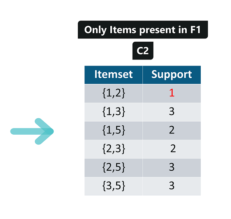 Only Items present in F1
C2
Itemset Support
{1,2} 1
{1,3} 3
{1,5} 2
{2,3} 2
{2,5} 3
{3,5} 3